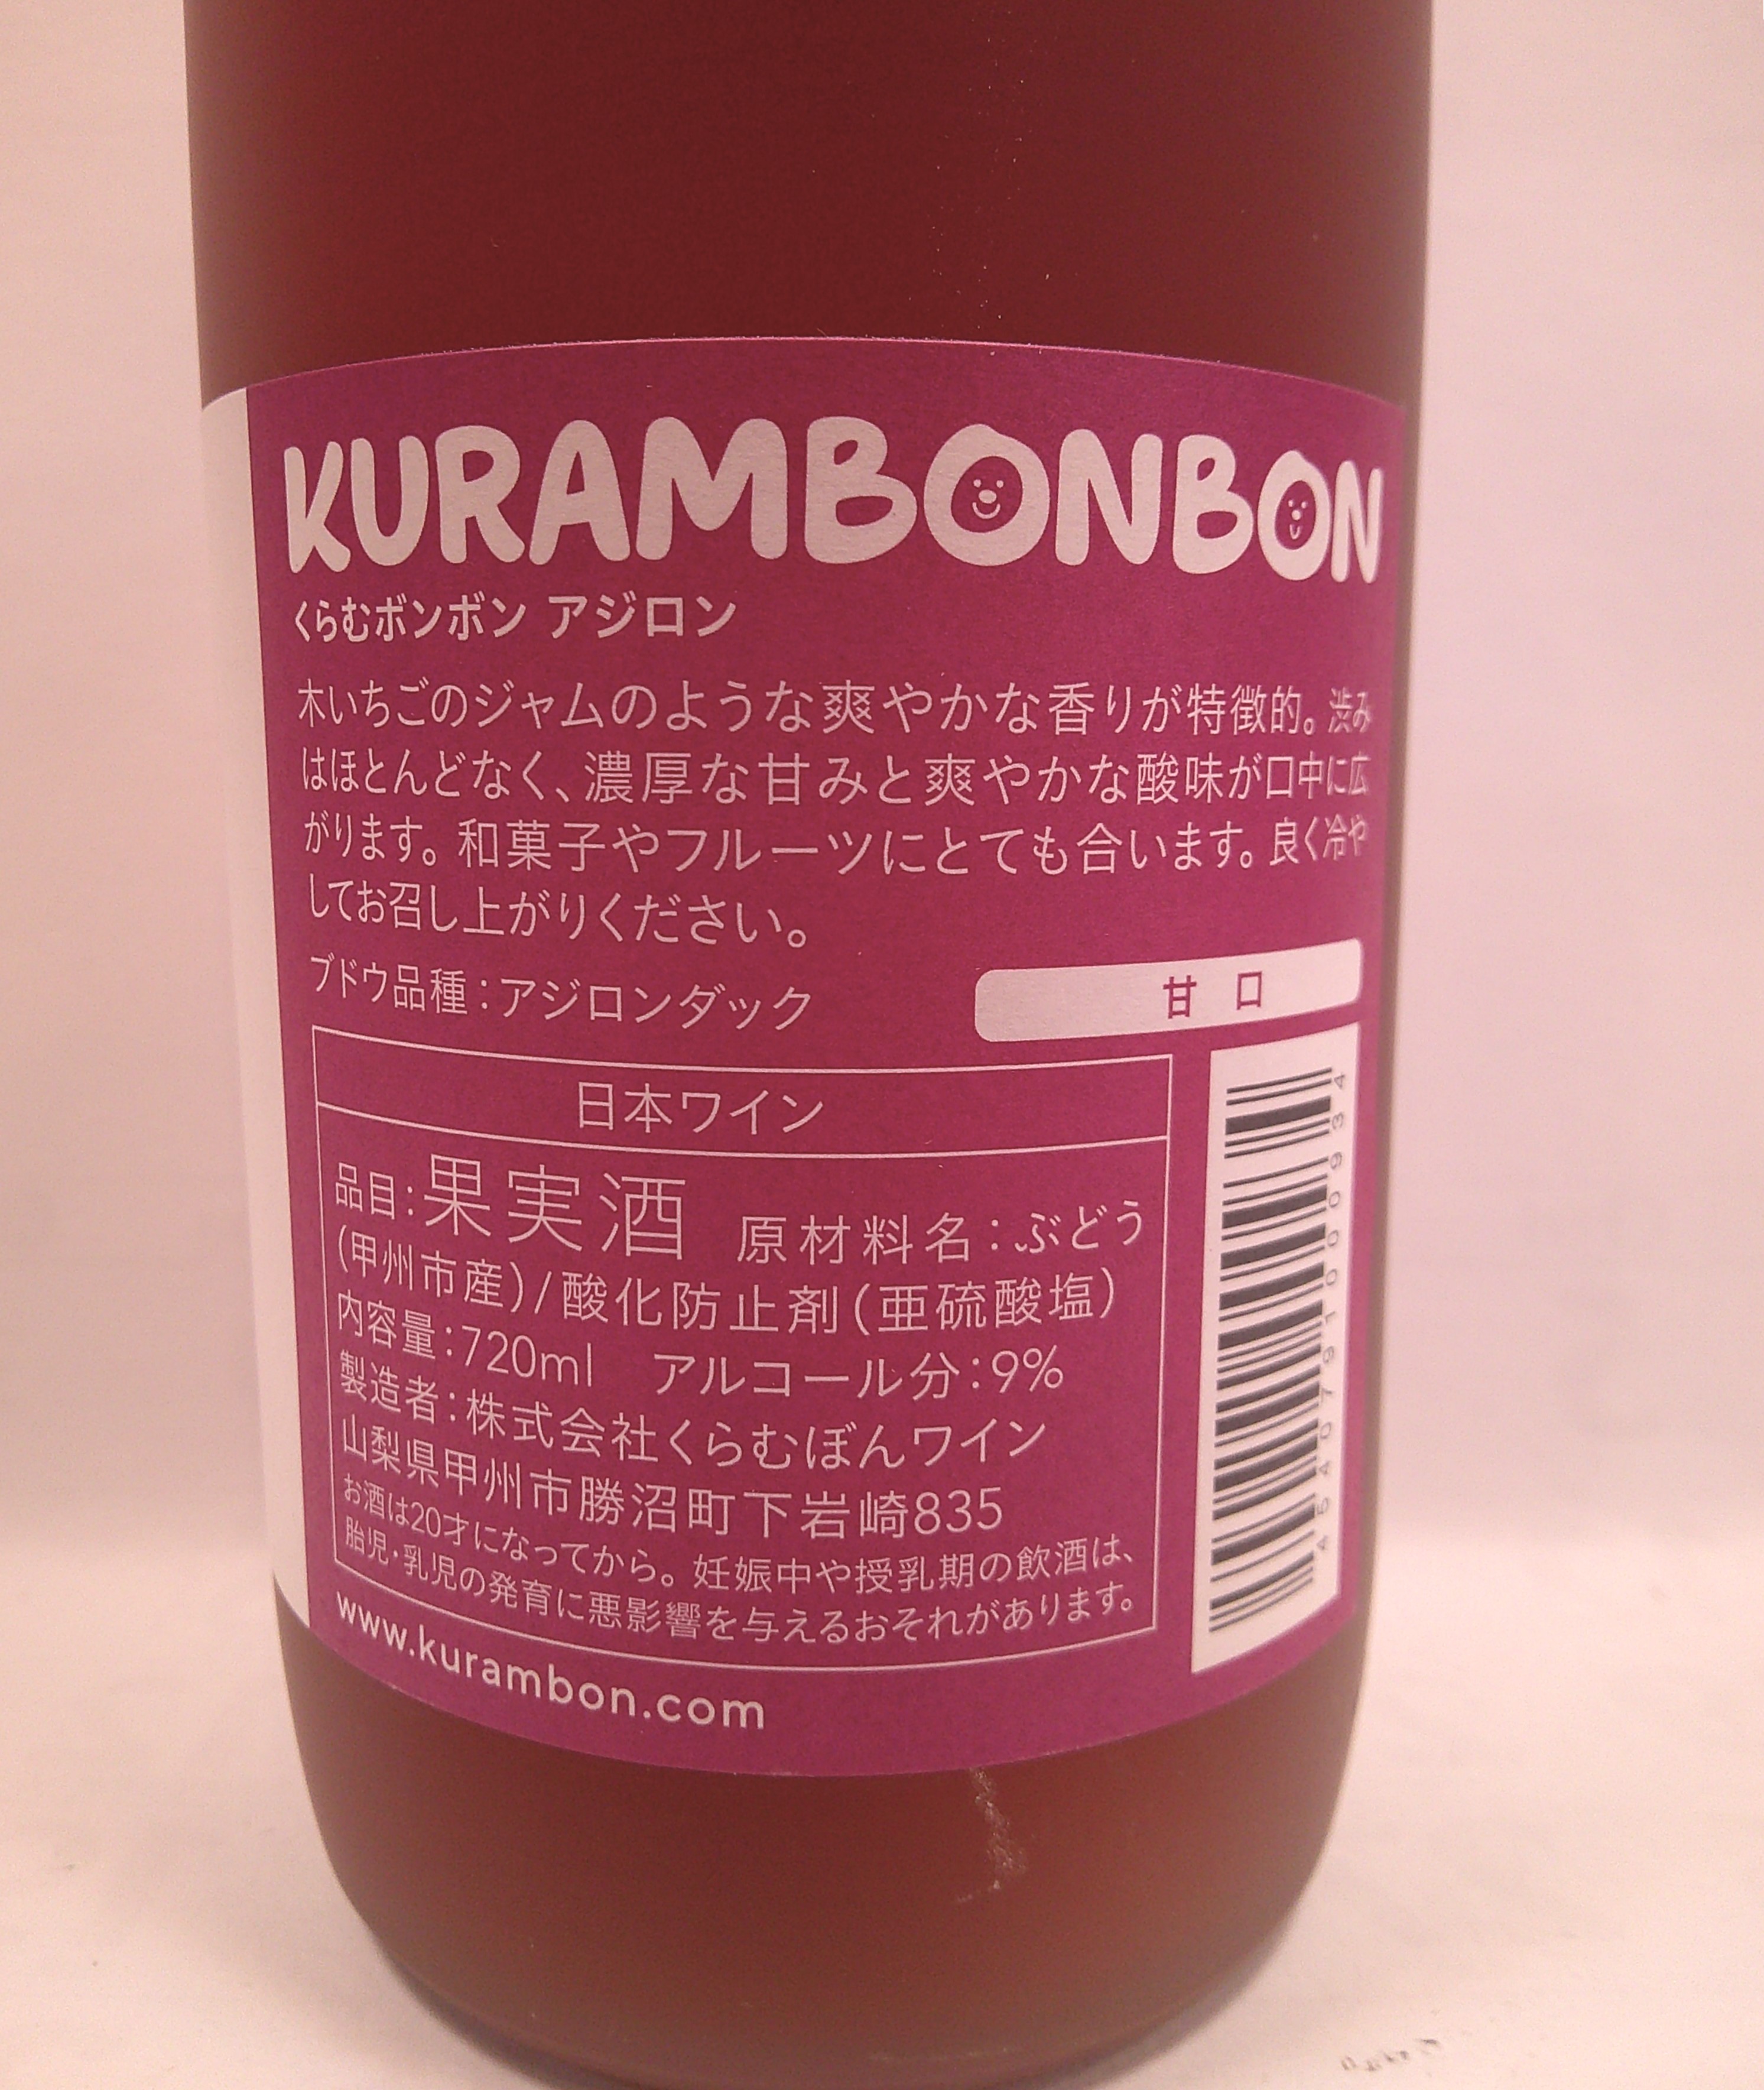 KURAMBONBON
くらむボンボン アジロン
木いちごのジャムのような爽やかな香りが特徴的。渋み
はほとんどなく、濃厚な甘みと爽やかな酸味が口中に広
がります。和菓子やフルーツにとても合います。良く冷や
してお召し上がりください。
ブドウ品種：アジロンダック
甘 口
日本ワイン
品目：果実酒 原材料名：ぶどう
(甲州市産)/酸化防止剤(亜硫酸塩)
内容量：720ml アルコール分：9%
製造者：株式会社くらむぼんワイン
山梨県甲州市勝沼町下岩崎835
お酒は20才になってから。妊娠中や授乳期の飲酒は、
胎児・乳児の発育に悪影響を与えるおそれがあります。
www.kurambon.com
4540791000934